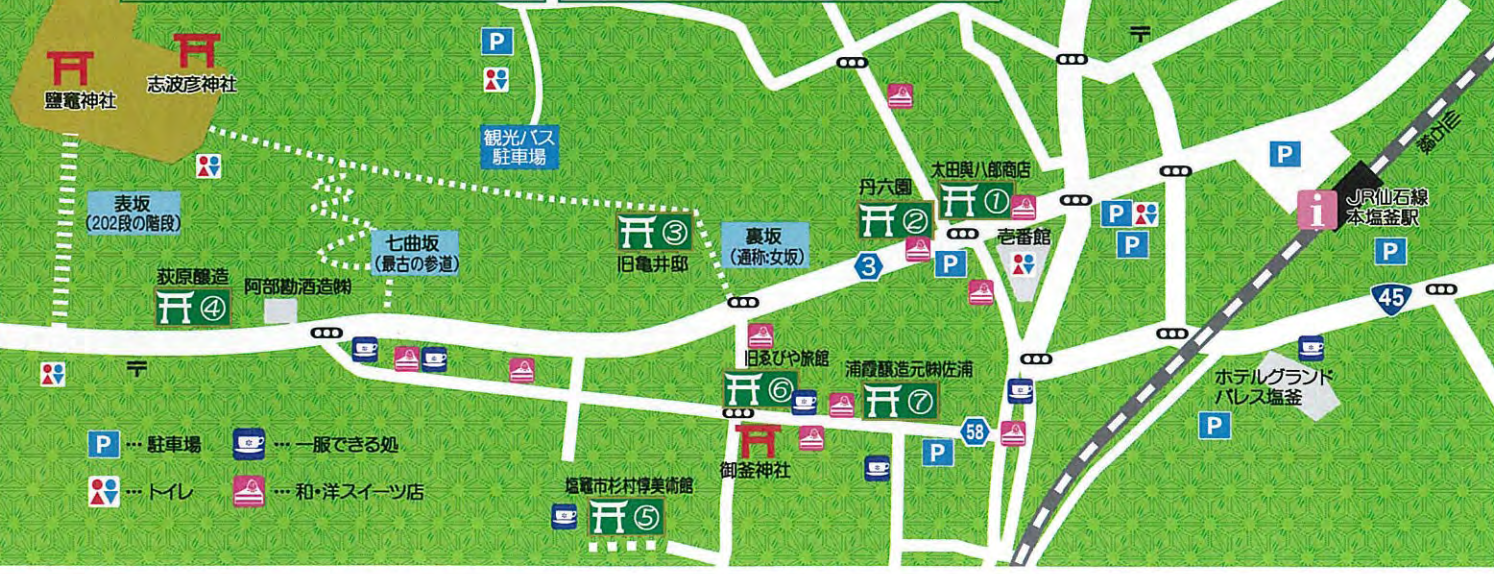 鹽竈神社
志波彦神社
P
観光バス
駐車場
〒
表坂
(202段の階段)
七曲坂
(最古の参道)
③
旧亀井邸
裏坂
(通称:女坂)
丹六園
②
太田與八郎商店
①
壱番館
3
P
P
P
P
i
仙石線
JR仙石線
本塩釜駅
P
45
荻原醸造
④
阿部勘酒造㈱
〒
旧ゑびや旅館
⑥
浦霞醸造元㈱佐浦
⑦
58
P
御釜神社
ホテルグランド
パレス塩釜
P
P…駐車場
…一服できる処
…トイレ
…和・洋スイーツ店
塩竈市杉村惇美術館
⑤